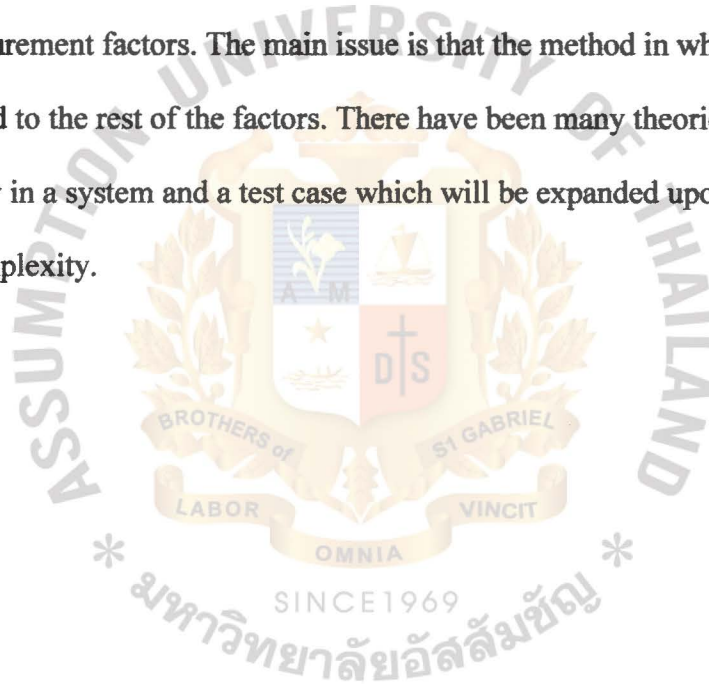 urement factors. The main issue is that the method in wh
d to the rest of the factors. There have been many theori
y in a system and a test case which will be expanded upo
plexity.
ASSUMPTION UNIVERSITY OF THAILAND
A M
D S
BROTHERS of
ST GABRIEL
LABOR
VINCIT
OMNIA
SINCE1969
* มหาวิทยาลัยอัสสัมชัญ *